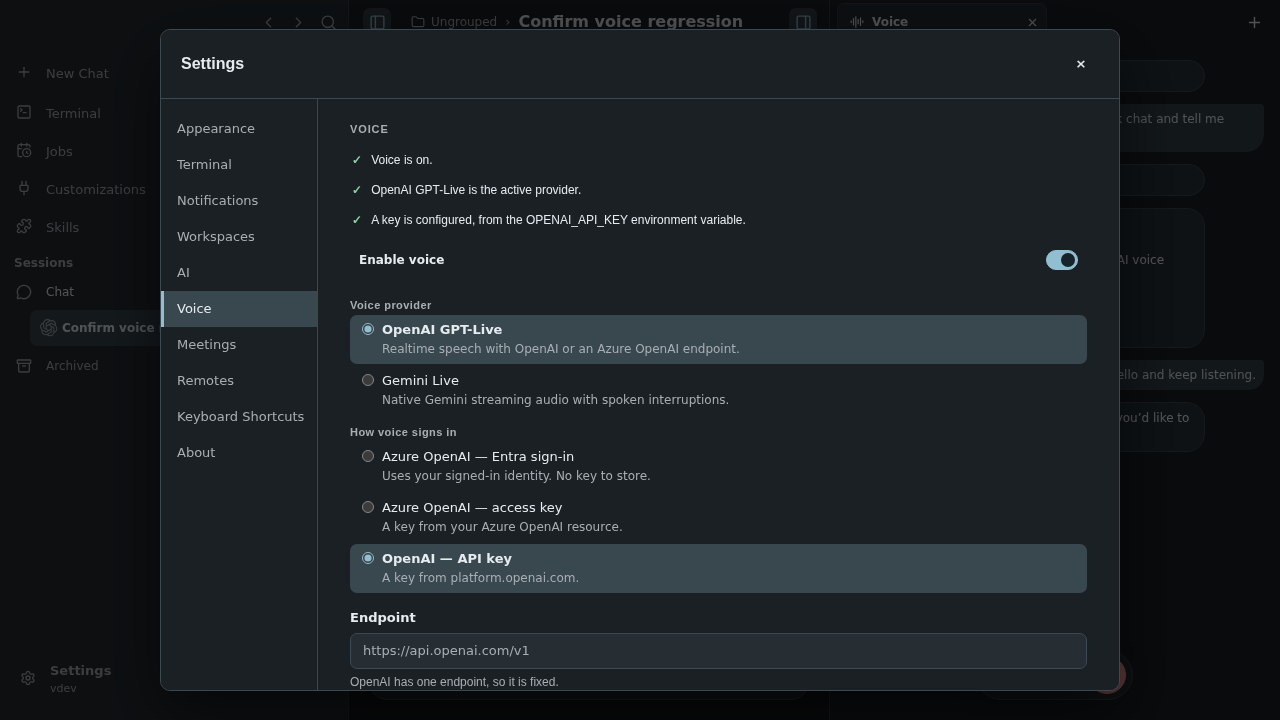 Ungrouped › Confirm voice regression
Voice
Settings
New Chat
Terminal
Jobs
Customizations
Skills
Sessions
Chat
Confirm voice
Archived
Settings
vdev
Appearance
Terminal
Notifications
Workspaces
AI
Voice
Meetings
Remotes
Keyboard Shortcuts
About
VOICE
✓ Voice is on.
✓ OpenAI GPT-Live is the active provider.
✓ A key is configured, from the OPENAI_API_KEY environment variable.
Enable voice
Voice provider
OpenAI GPT-Live
Realtime speech with OpenAI or an Azure OpenAI endpoint.
Gemini Live
Native Gemini streaming audio with spoken interruptions.
How voice signs in
Azure OpenAI — Entra sign-in
Uses your signed-in identity. No key to store.
Azure OpenAI — access key
A key from your Azure OpenAI resource.
OpenAI — API key
A key from platform.openai.com.
Endpoint
https://api.openai.com/v1
OpenAI has one endpoint, so it is fixed.
chat and tell me
AI voice
ello and keep listening.
you’d like to